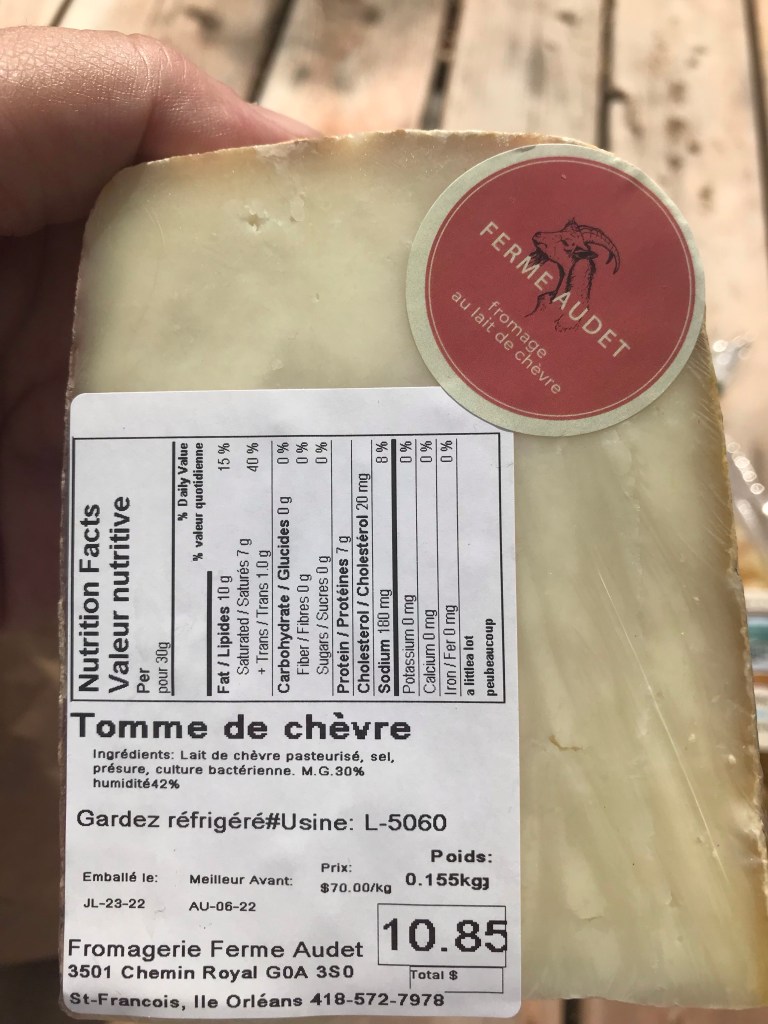 FERME AUDET
fromage
au lait de chèvre
Nutrition Facts
Valeur nutritive
Per
pour 30g
% Daily Value
% valeur quotidienne
Fat / Lipides 10 g 15 %
Saturated / Saturés 7 g
+ Trans / Trans 1.0 g 40 %
Carbohydrate / Glucides 0 g 0 %
Fiber / Fibres 0 g 0 %
Sugars / Sucres 0 g 0 %
Protein / Protéines 7 g
Cholesterol / Cholestérol 20 mg
Sodium 180 mg 8 %
Potassium 0 mg 0 %
Calcium 0 mg 0 %
Iron / Fer 0 mg 0 %
a littlea lot
peubeaucoup
Tomme de chèvre
Ingrédients: Lait de chèvre pasteurisé, sel,
présure, culture bactérienne. M.G.30%
humidité42%
Gardez réfrigéré#Usine: L-5060
Emballé le: Meilleur Avant: Prix: Poids:
JL-23-22 AU-06-22 $70.00/kg 0.155kgg
10.85
Total $
Fromagerie Ferme Audet
3501 Chemin Royal G0A 3S0
St-Francois, Ile Orléans 418-572-7978